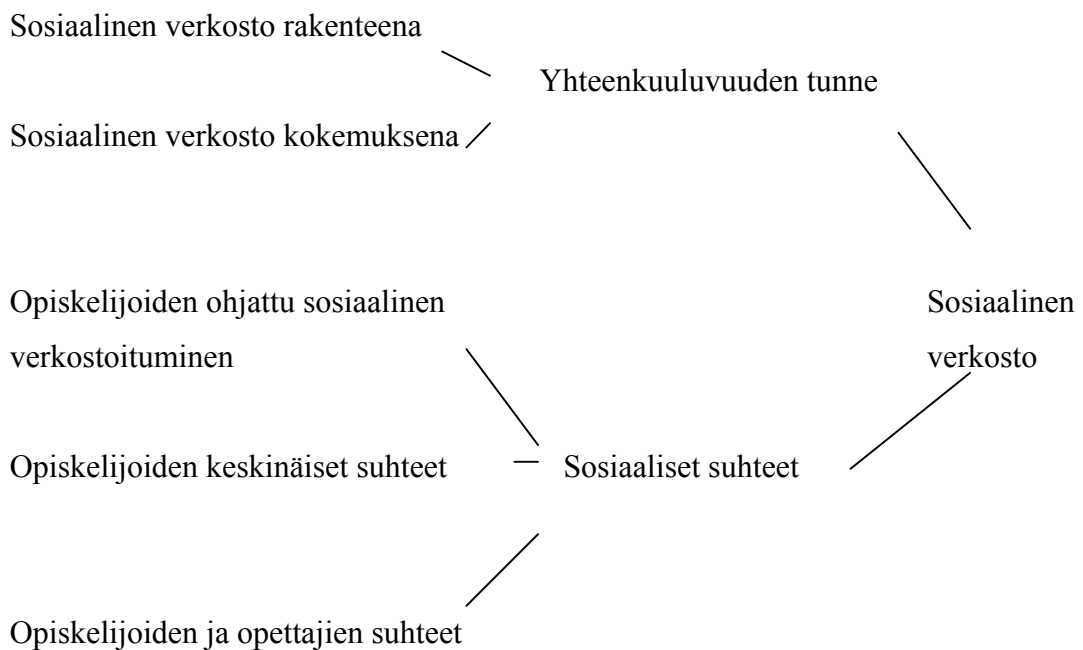 Sosiaalinen verkosto rakenteena
Yhteenkuuluvuuden tunne
Sosiaalinen verkosto kokemuksena
Opiskelijoiden ohjattu sosiaalinen
verkostoituminen
Sosiaalinen
verkosto
Opiskelijoiden keskinäiset suhteet
Sosiaaliset suhteet
Opiskelijoiden ja opettajien suhteet